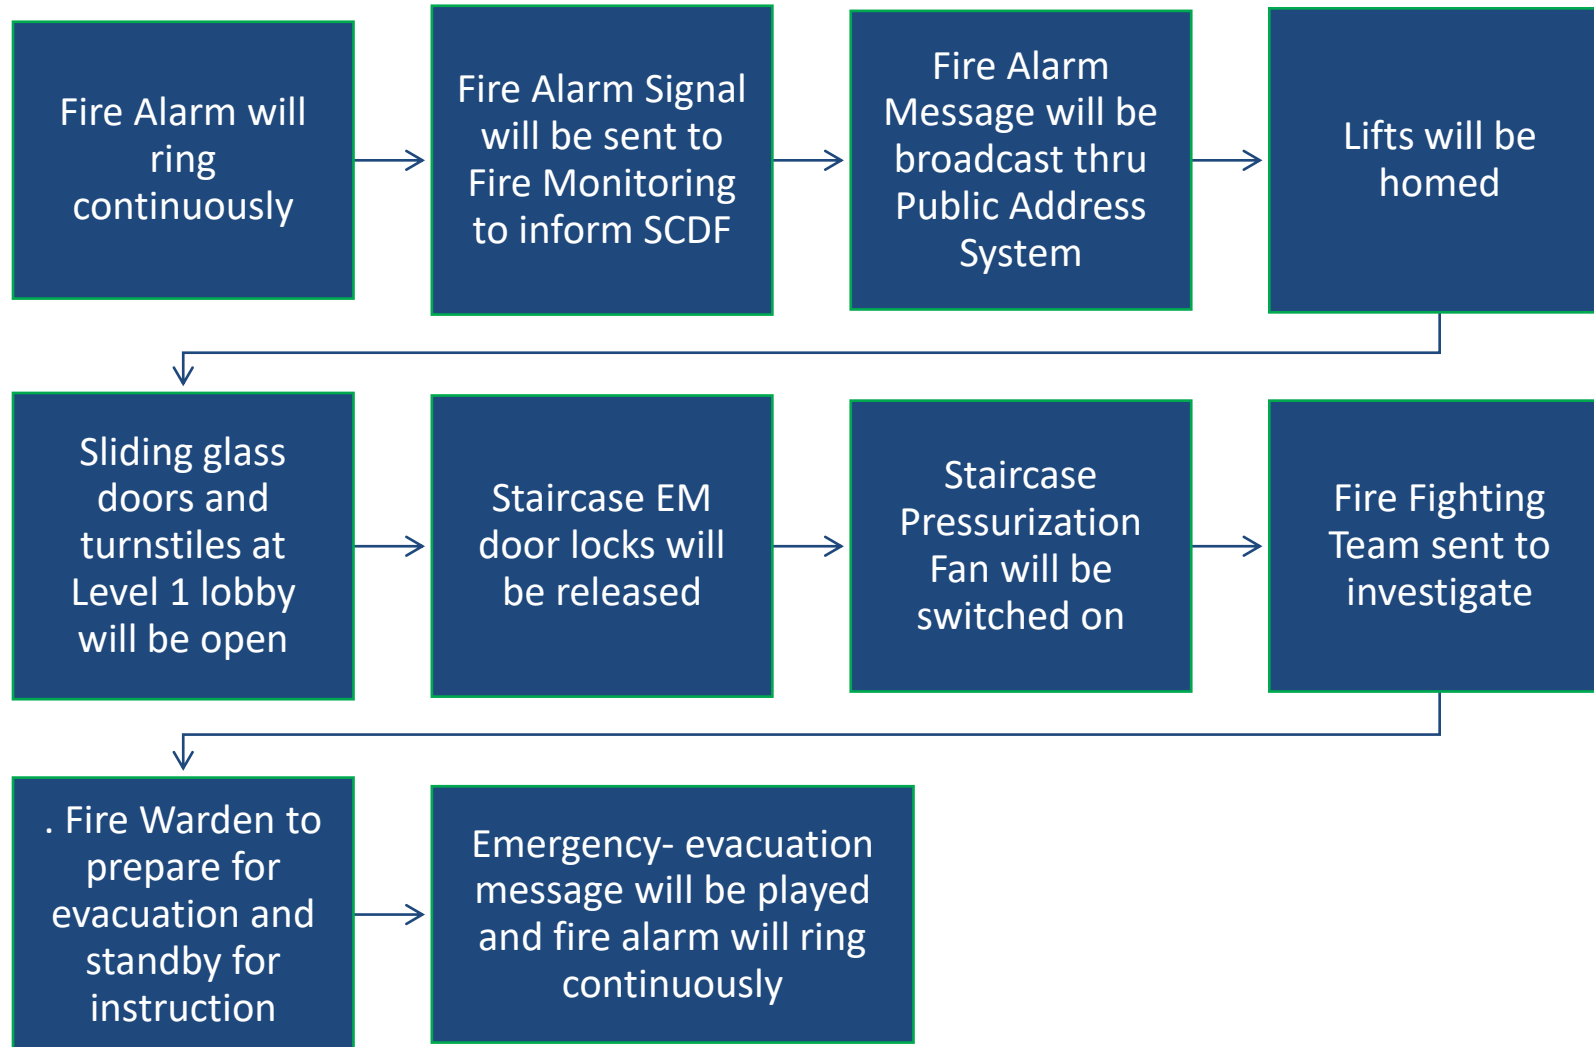 Fire Alarm will
ring
continuously
Fire Alarm Signal
will be sent to
Fire Monitoring
to inform SCDF
Fire Alarm
Message will be
broadcast thru
Public Address
System
Lifts will be
homed
Sliding glass
doors and
turnstiles at
Level 1 lobby
will be open
Staircase EM
door locks will
be released
Staircase
Pressurization
Fan will be
switched on
Fire Fighting
Team sent to
investigate
. Fire Warden to
prepare for
evacuation and
standby for
instruction
Emergency- evacuation
message will be played
and fire alarm will ring
continuously